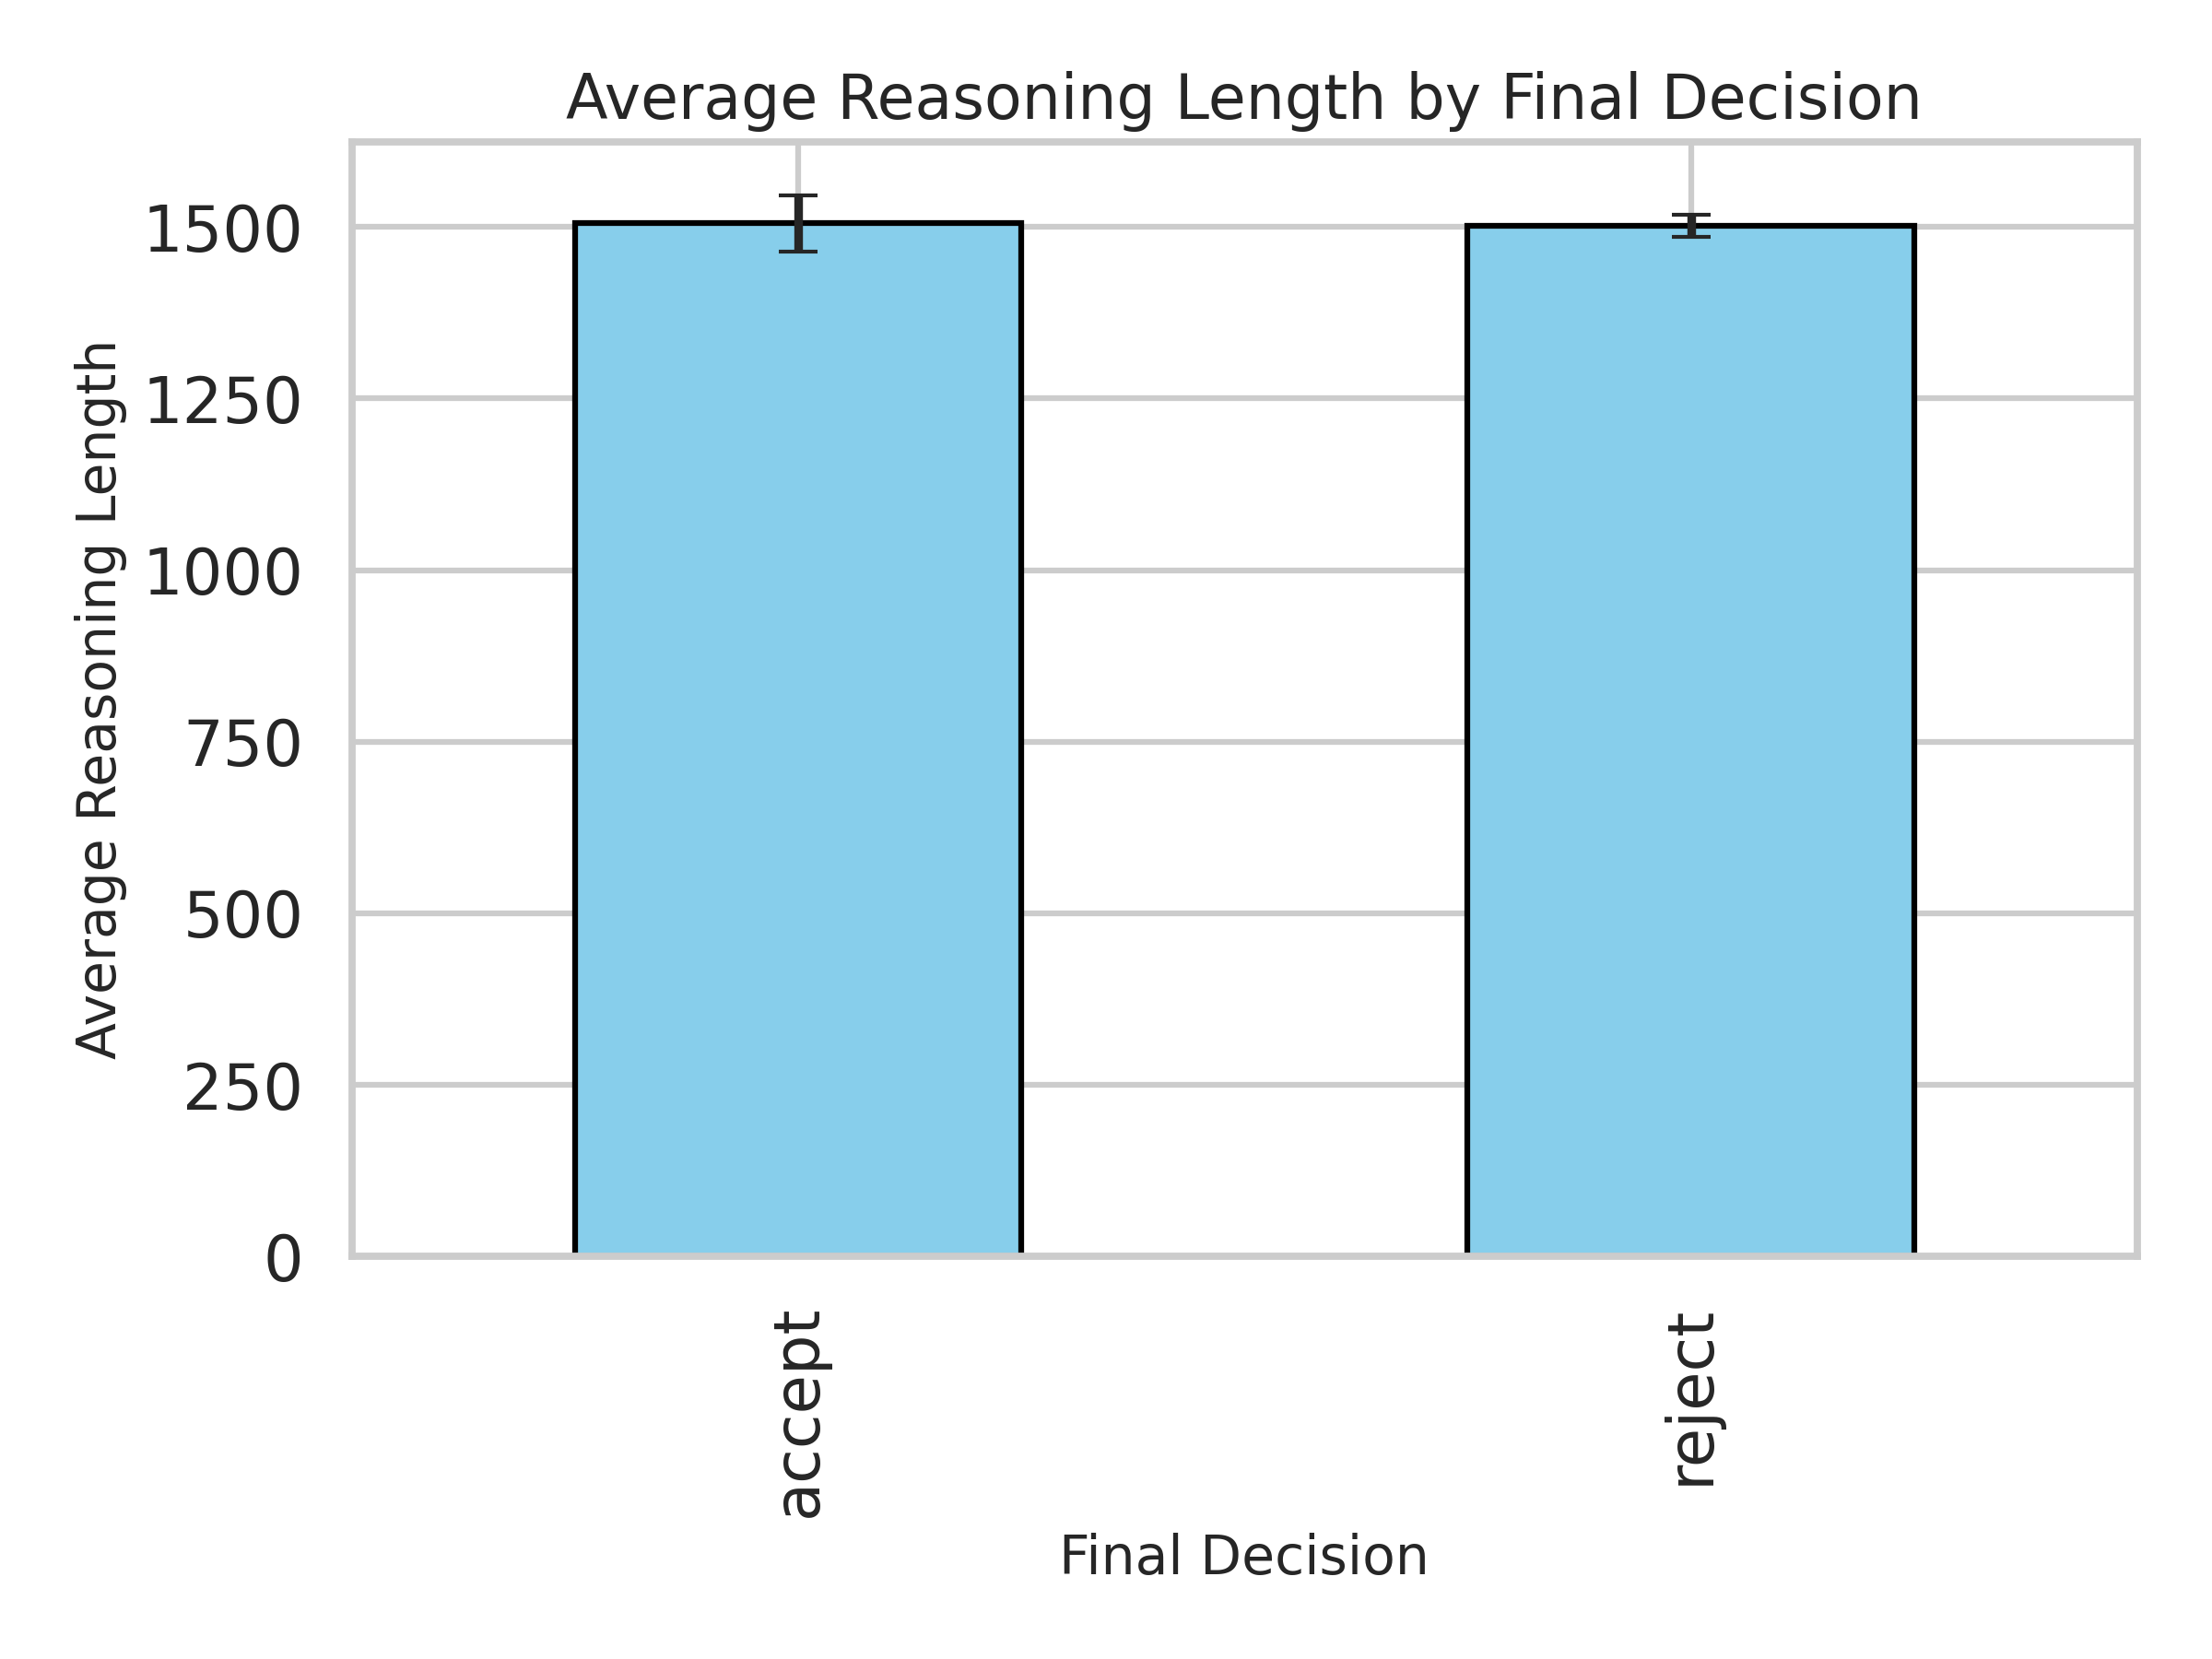 Average Reasoning Length by Final Decision
Average Reasoning Length
1500
1250
1000
750
500
250
0
accept
reject
Final Decision